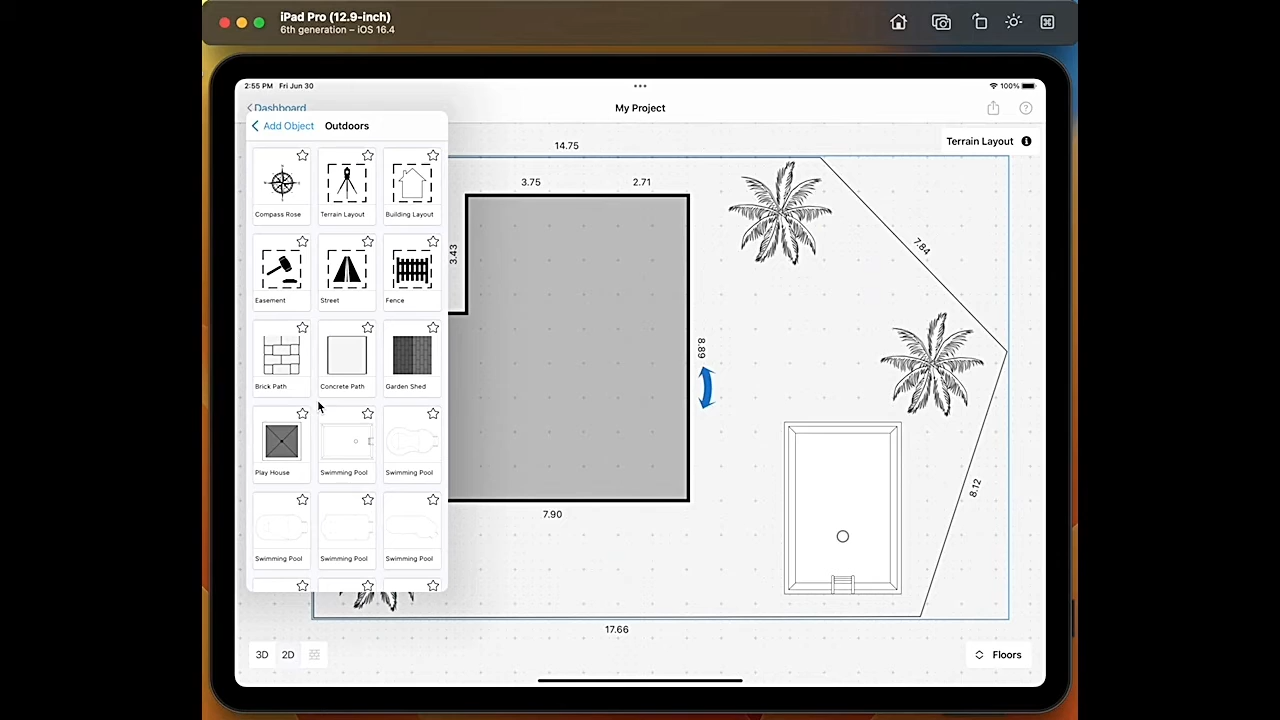 iPad Pro (12.9-inch)
6th generation – iOS 16.4
2:55 PM Fri Jun 30
100%
Dashboard
My Project
Add Object
Outdoors
Terrain Layout
14.75
3.75
2.71
Compass Rose
Terrain Layout
Building Layout
3.43
7.84
Easement
Street
Fence
8.89
Brick Path
Concrete Path
Garden Shed
Play House
Swimming Pool
Swimming Pool
8.12
7.90
Swimming Pool
Swimming Pool
Swimming Pool
17.66
3D
2D
Floors